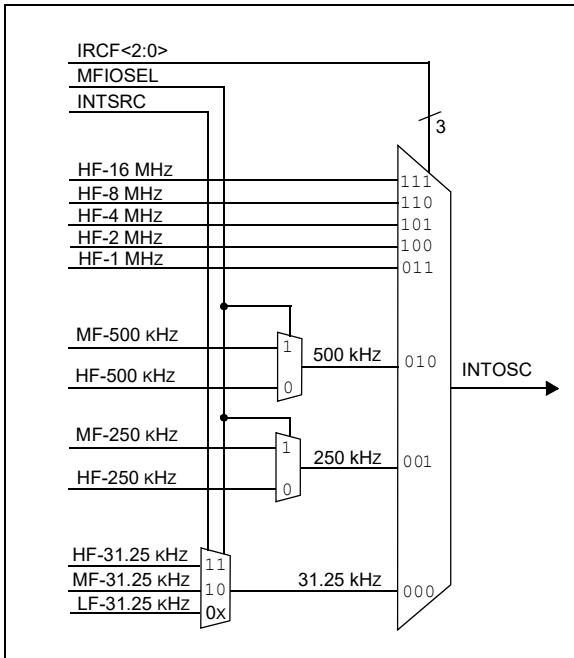 IRCF<2:0>
MFIOSEL
INTSRC
3
HF-16 MHz
111
HF-8 MHz
110
HF-4 MHz
101
HF-2 MHz
100
HF-1 MHz
011
MF-500 KHZ
1
500 kHz
010
HF-500 KHZ
0
INTOSC
MF-250 KHZ
1
250 kHz
001
HF-250 KHZ
0
HF-31.25 KHZ
11
MF-31.25 KHZ
10
31.25 kHz
000
LF-31.25 KHZ
0X